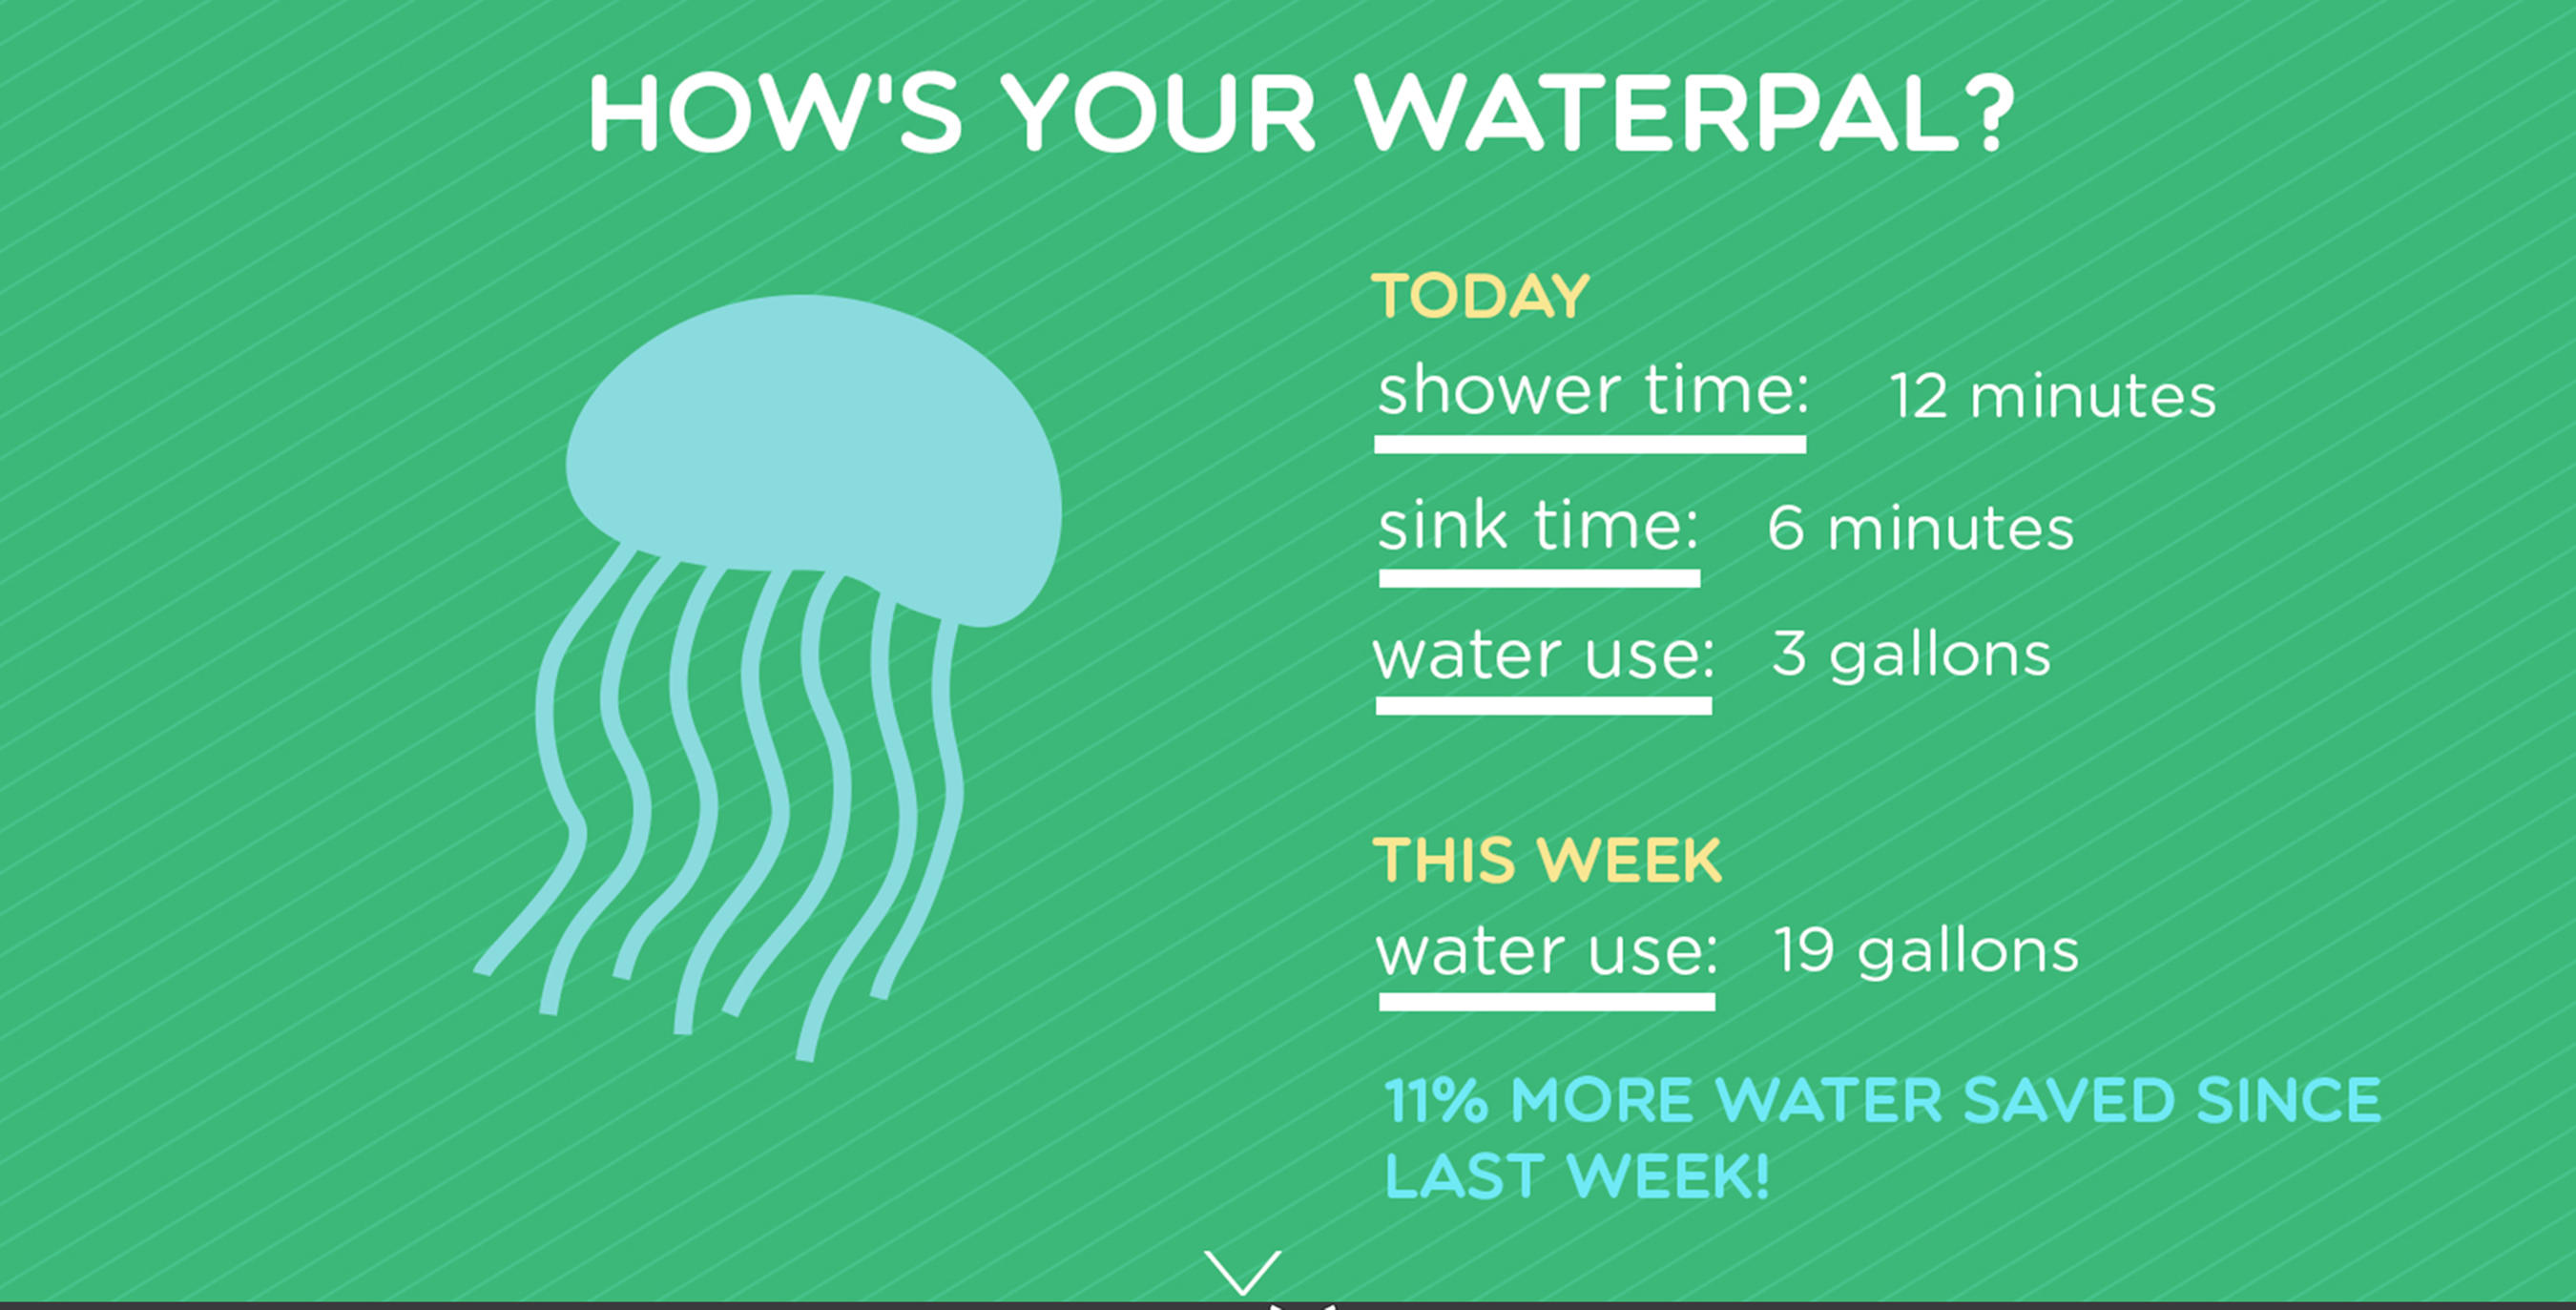 HOW'S YOUR WATERPAL?
TODAY
shower time: 12 minutes
sink time: 6 minutes
water use: 3 gallons
THIS WEEK
water use: 19 gallons
11% MORE WATER SAVED SINCE
LAST WEEK!